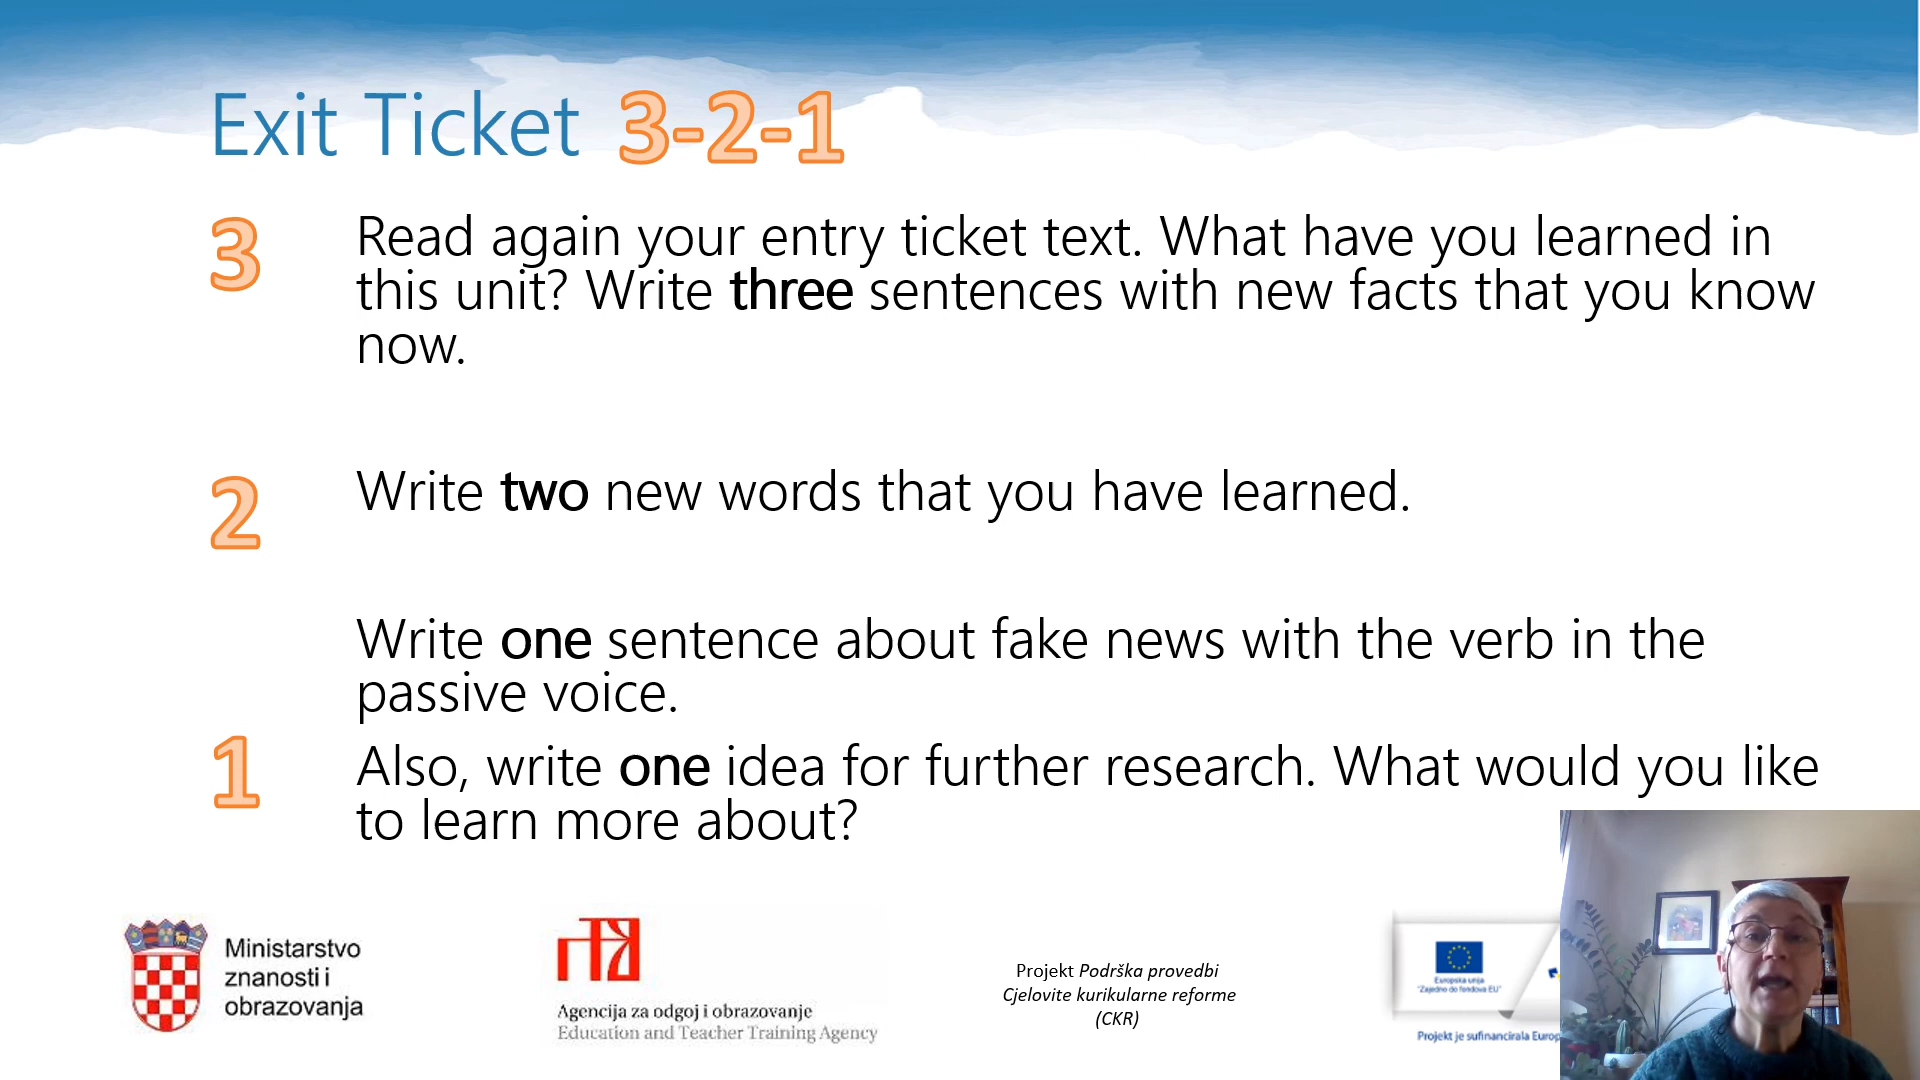 Exit Ticket 3-2-1
3
Read again your entry ticket text. What have you learned in
this unit? Write three sentences with new facts that you know
now.
2
Write two new words that you have learned.
Write one sentence about fake news with the verb in the
passive voice.
1
Also, write one idea for further research. What would you like
to learn more about?
Ministarstvo
znanosti i
obrazovanja
Agencija za odgoj i obrazovanje
Education and Teacher Training Agency
Projekt Podrška provedbi
Cjelovite kurikularne reforme
(CKR)
Europska unija
"Zajedno do fondova EU"
Projekt je sufinancirala Europ